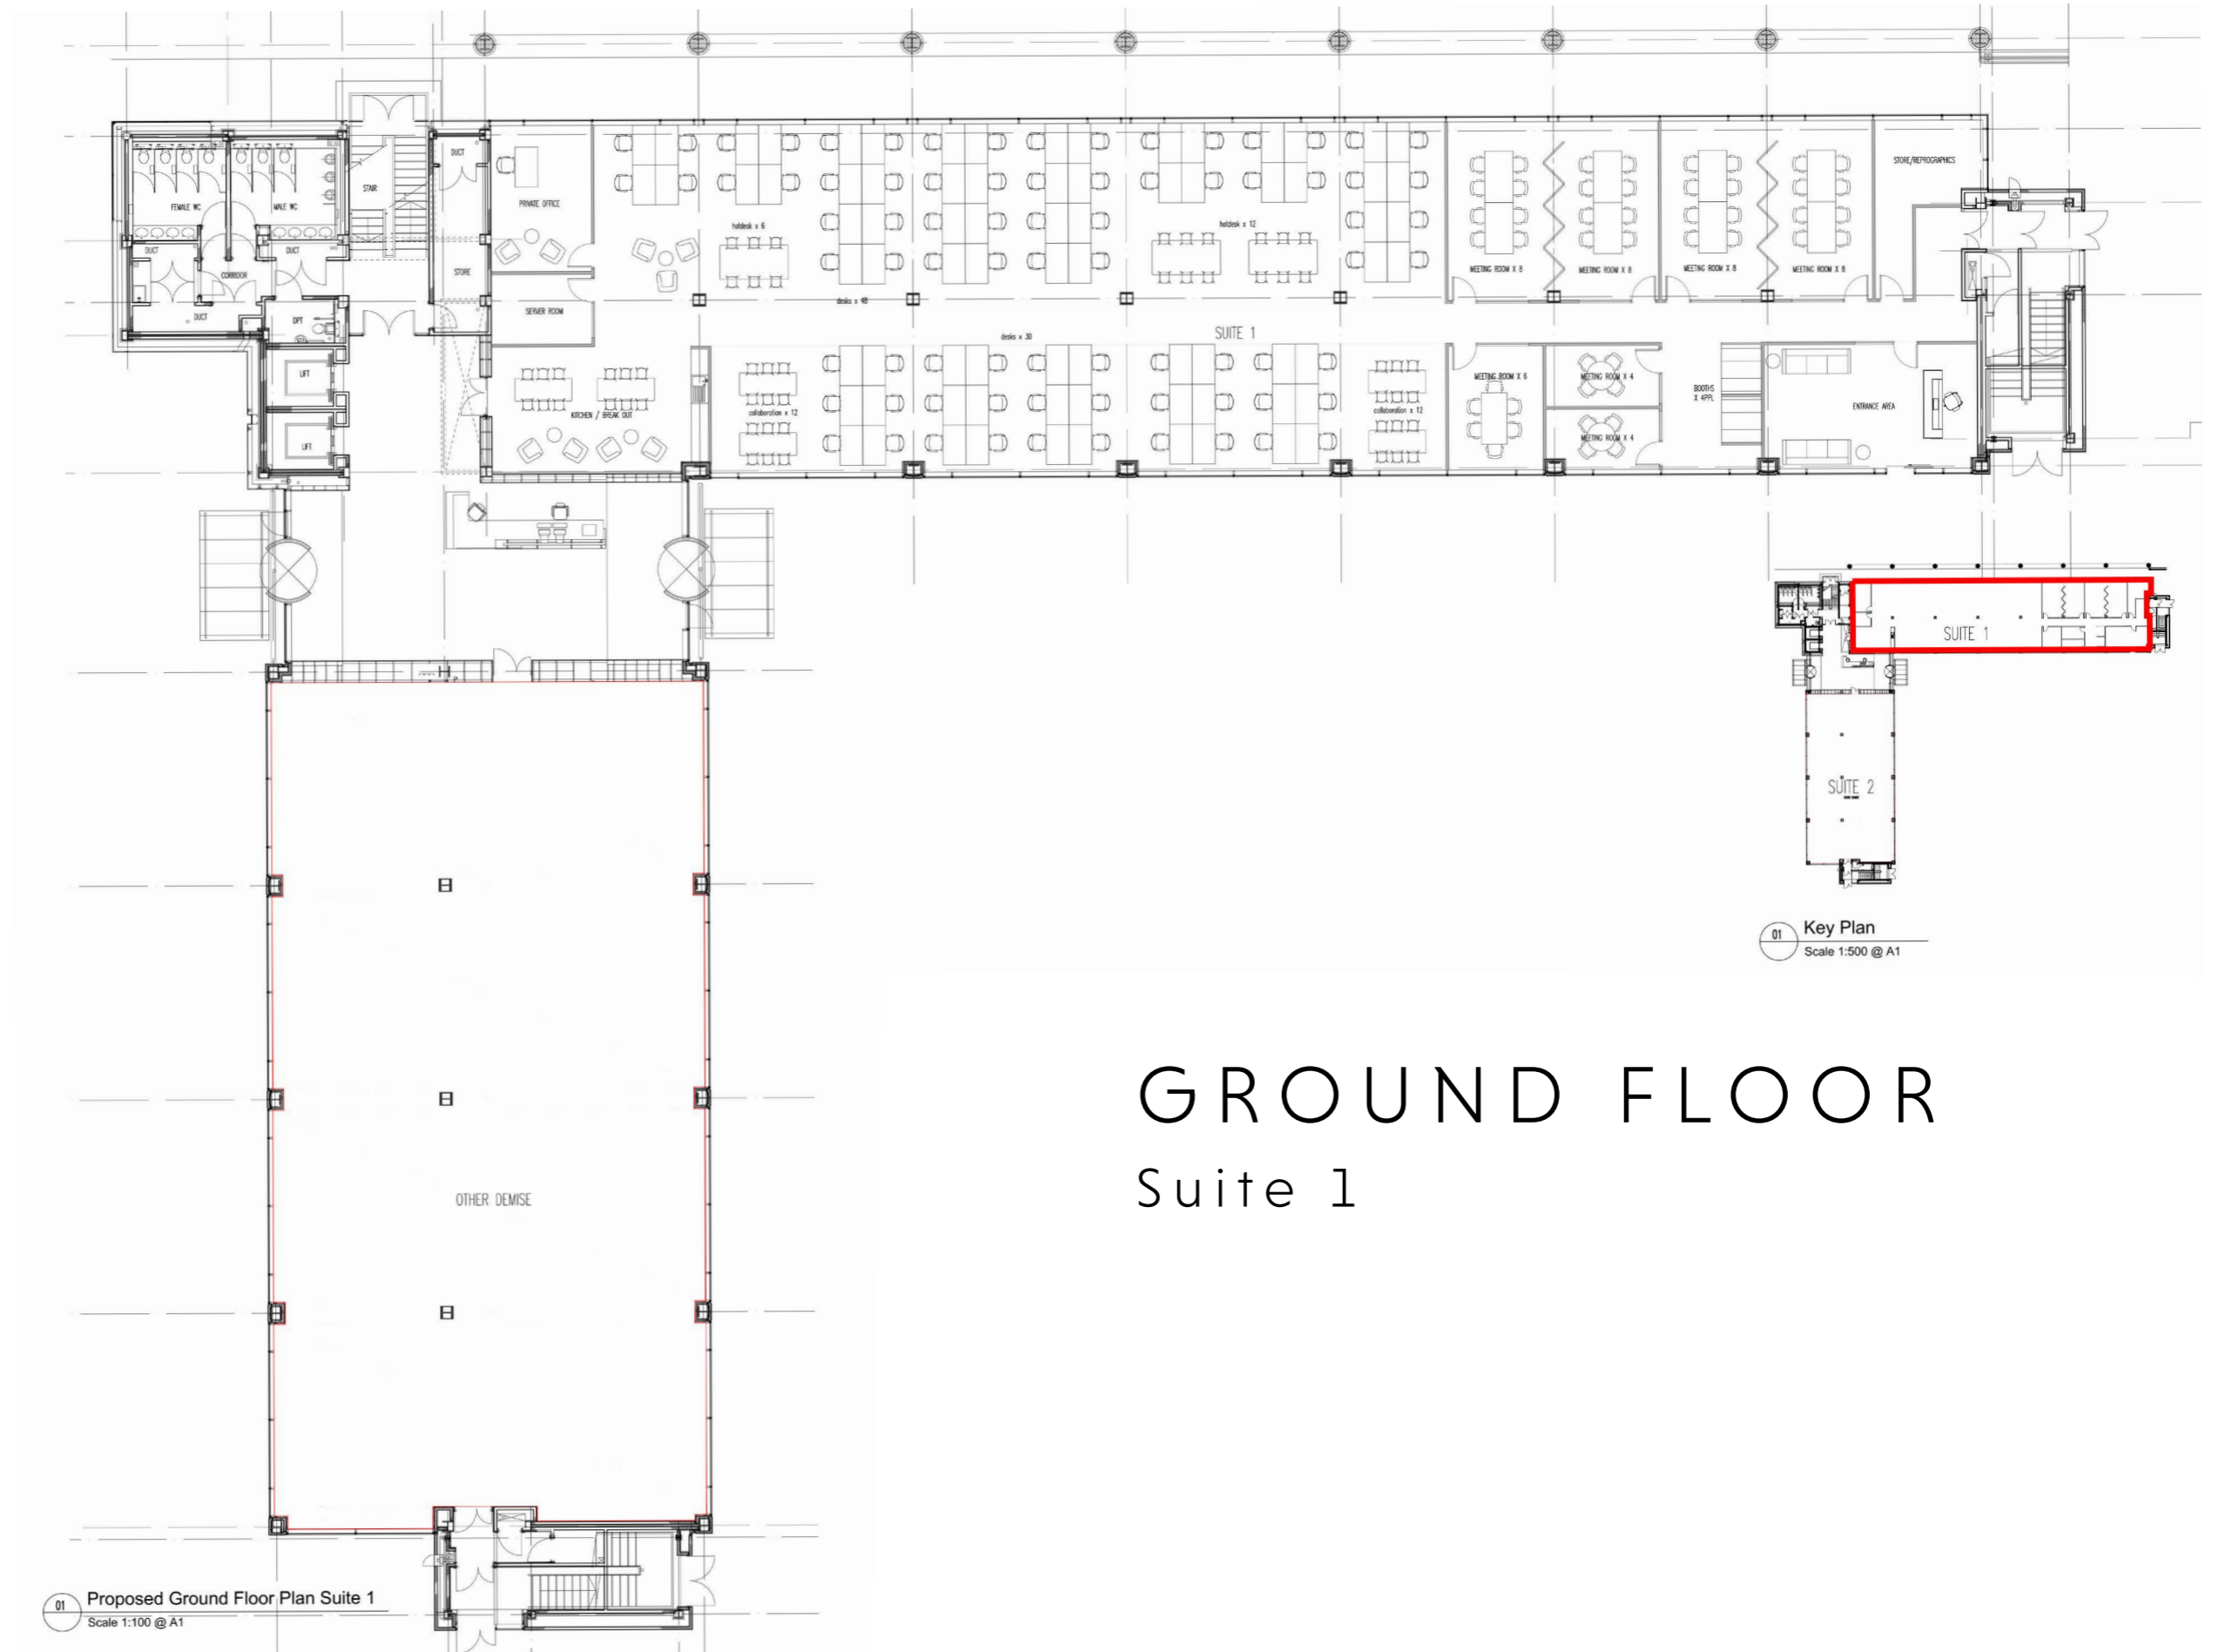 DUCT
STAIR
FEMALE WC
MALE WC
DUCT
DUCT
STORE
CORRIDOR
DUCT
DPT
LIFT
LIFT
PRIVATE OFFICE
SERVER ROOM
KITCHEN / BREAK OUT
hotdesk x 6
hotdesk x 12
desks x 48
desks x 30
SUITE 1
collaboration x 12
collaboration x 12
MEETING ROOM X 8
MEETING ROOM X 8
MEETING ROOM X 8
MEETING ROOM X 8
STORE/REPROGRAPHICS
MEETING ROOM X 6
MEETING ROOM X 4
MEETING ROOM X 4
BOOTHS
X 4PPL
ENTRANCE AREA
SUITE 1
SUITE 2
01
Key Plan
Scale 1:500 @ A1
GROUND FLOOR
Suite 1
OTHER DEMISE
01
Proposed Ground Floor Plan Suite 1
Scale 1:100 @ A1